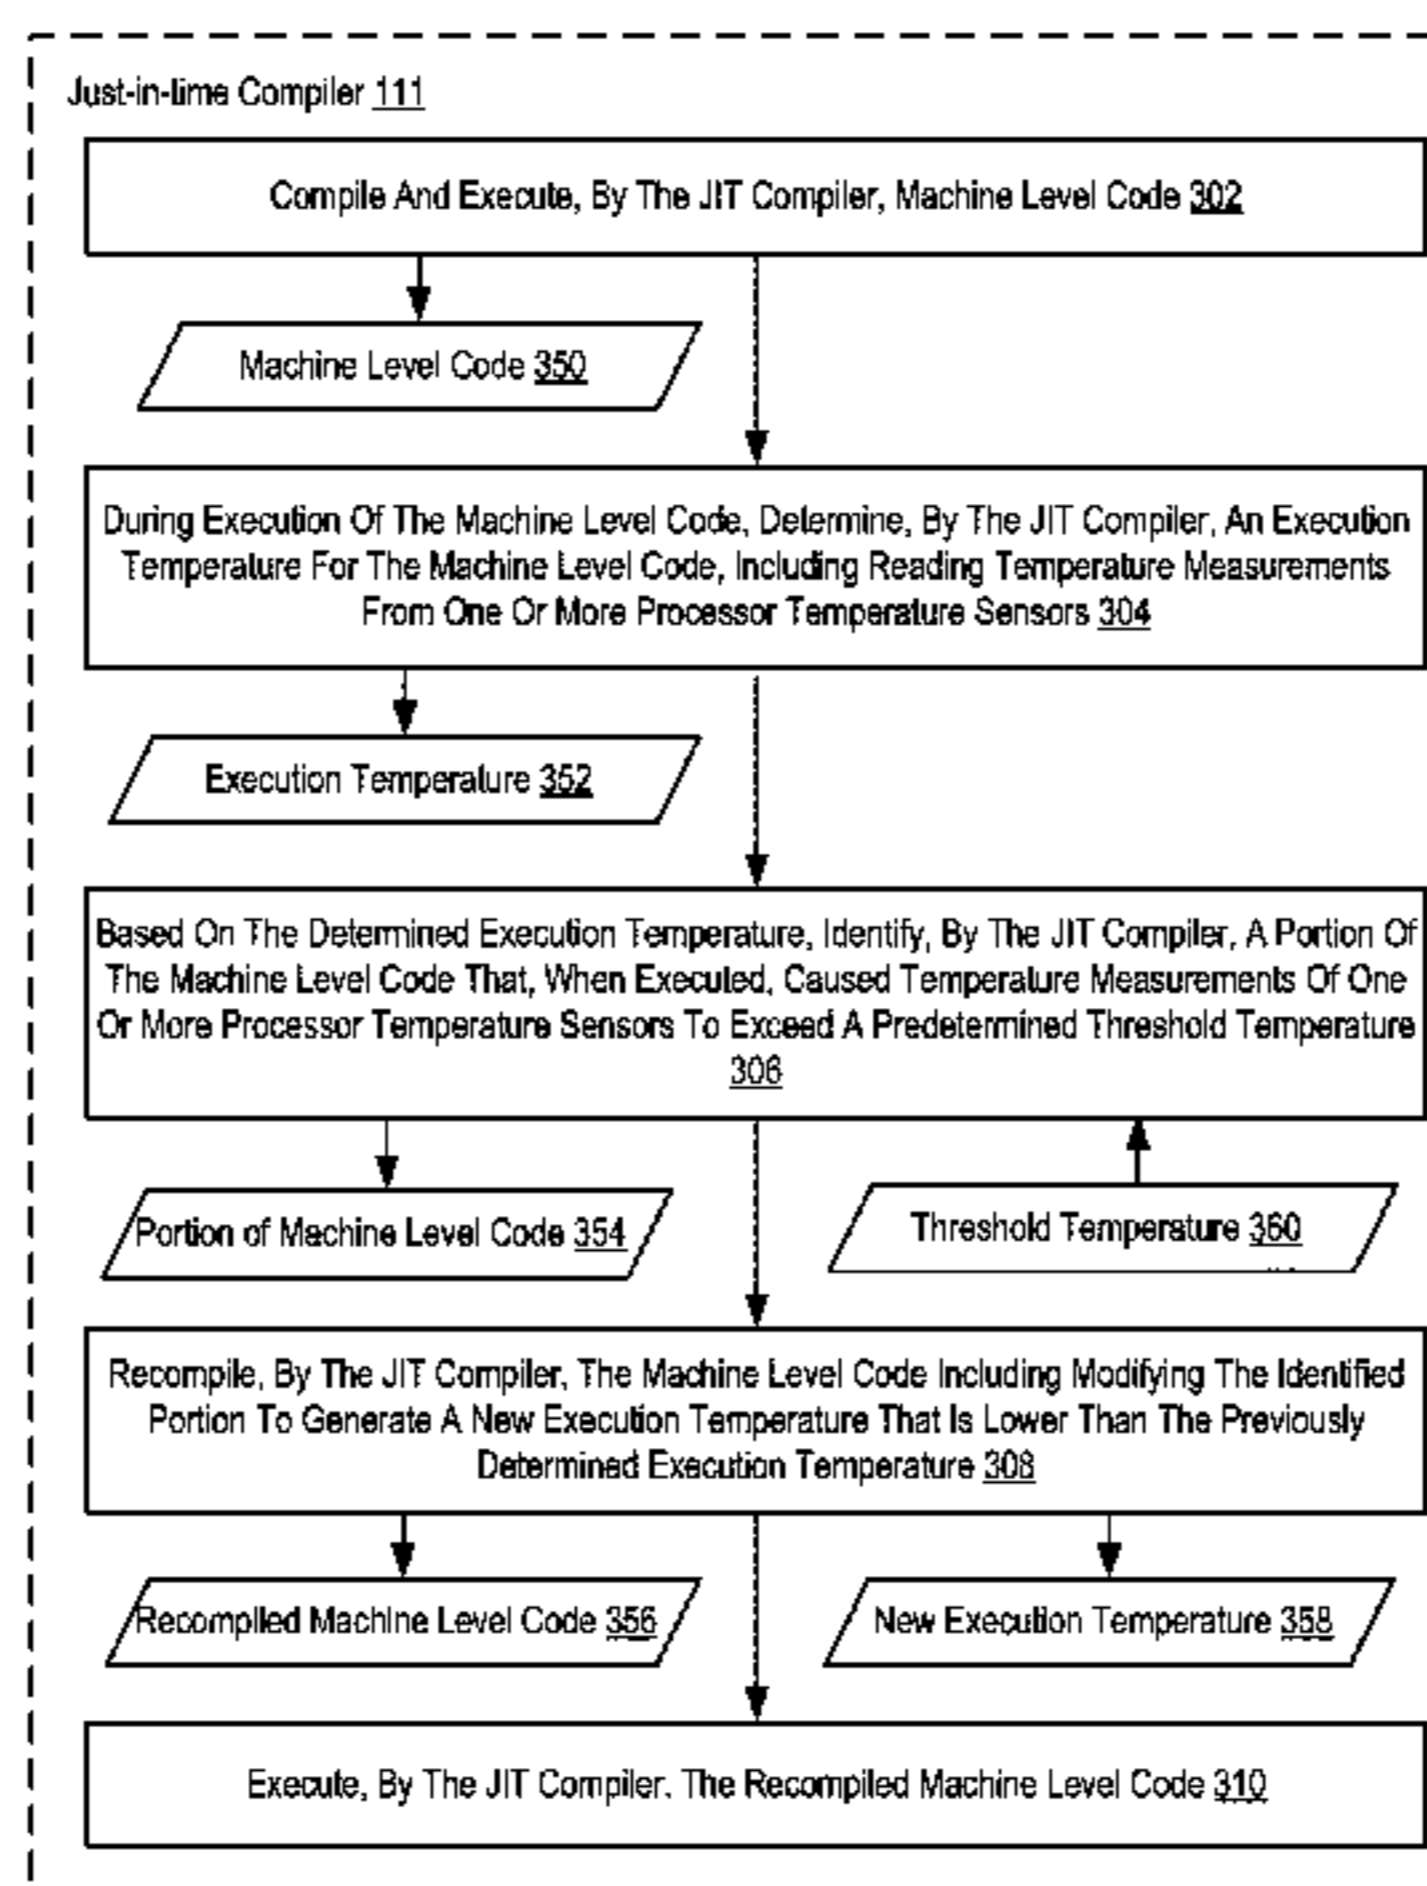 Just-in-time Compiler 111
Compile And Execute, By The JIT Compiler, Machine Level Code 302
Machine Level Code 350
During Execution Of The Machine Level Code, Determine, By The JIT Compiler, An Execution
Temperature For The Machine Level Code, Including Reading Temperature Measurements
From One Or More Processor Temperature Sensors 304
Execution Temperature 352
Based On The Determined Execution Temperature, Identify, By The JIT Compiler, A Portion Of
The Machine Level Code That, When Executed, Caused Temperature Measurements Of One
Or More Processor Temperature Sensors To Exceed A Predetermined Threshold Temperature
306
Portion of Machine Level Code 354
Threshold Temperature 360
Recompile, By The JIT Compiler, The Machine Level Code Including Modifying The Identified
Portion To Generate A New Execution Temperature That Is Lower Than The Previously
Determined Execution Temperature 308
Recompiled Machine Level Code 356
New Execution Temperature 358
Execute, By The JIT Compiler, The Recompiled Machine Level Code 310